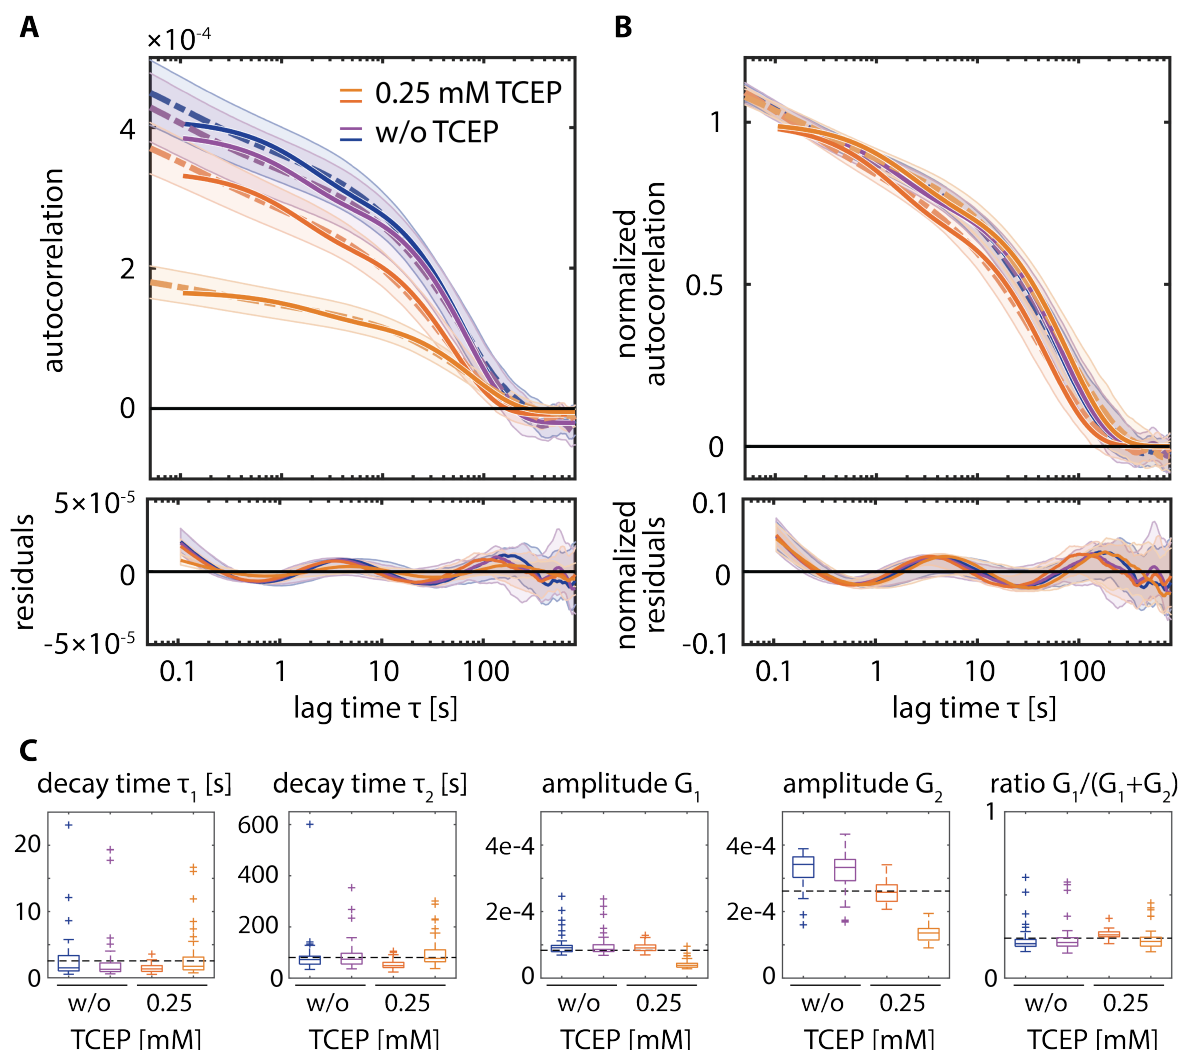 A
B
×10-4
0.25 mM TCEP
w/o TCEP
4
2
0
autocorrelation
1
0.5
0
normalized
autocorrelation
5×10-5
0
-5×10-5
residuals
0.1
0
-0.1
normalized
residuals
0.1 1 10 100
0.1 1 10 100
lag time τ [s]
lag time τ [s]
C
decay time τ1 [s]
decay time τ2 [s]
amplitude G1
amplitude G2
ratio G1/(G1+G2)
20
10
0
600
400
200
0
4e-4
2e-4
0
4e-4
2e-4
0
1
0
w/o 0.25
w/o 0.25
w/o 0.25
w/o 0.25
w/o 0.25
TCEP [mM]
TCEP [mM]
TCEP [mM]
TCEP [mM]
TCEP [mM]